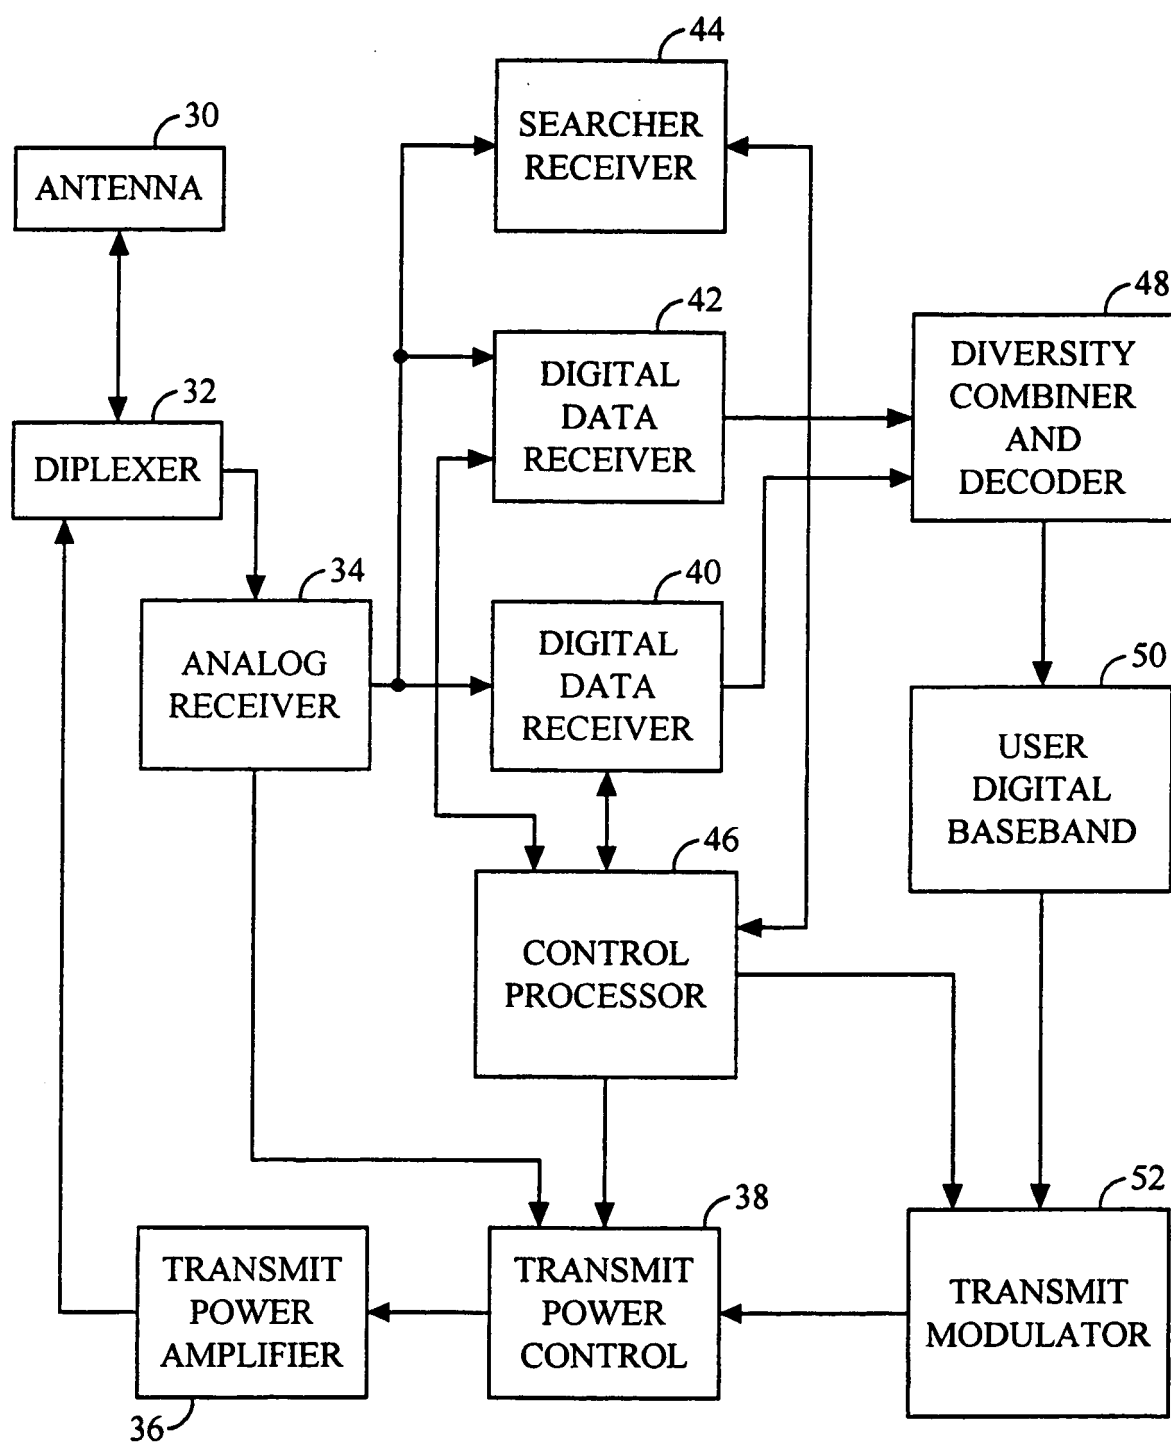 44
SEARCHER
RECEIVER
30
ANTENNA
42
DIGITAL
DATA
RECEIVER
48
DIVERSITY
COMBINER
AND
DECODER
32
DIPLEXER
34
ANALOG
RECEIVER
40
DIGITAL
DATA
RECEIVER
50
USER
DIGITAL
BASEBAND
46
CONTROL
PROCESSOR
38
TRANSMIT
POWER
CONTROL
52
TRANSMIT
MODULATOR
TRANSMIT
POWER
AMPLIFIER
36